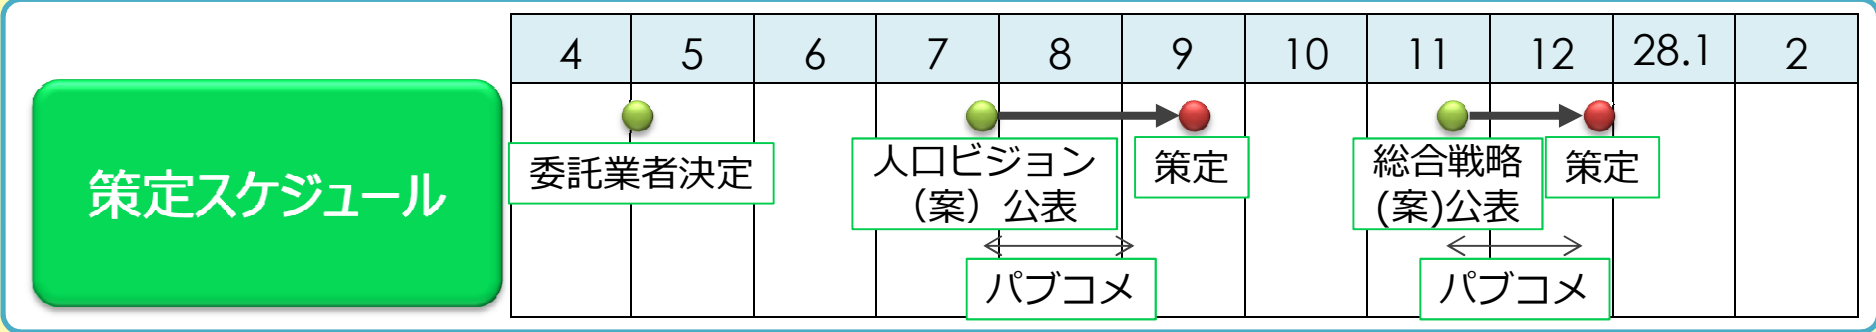 4 5 6 7 8 9 10 11 12 28.1 2
策定スケジュール
委託業者決定
人口ビジョン
（案）公表
策定
総合戦略
(案)公表
策定
パブコメ
パブコメ